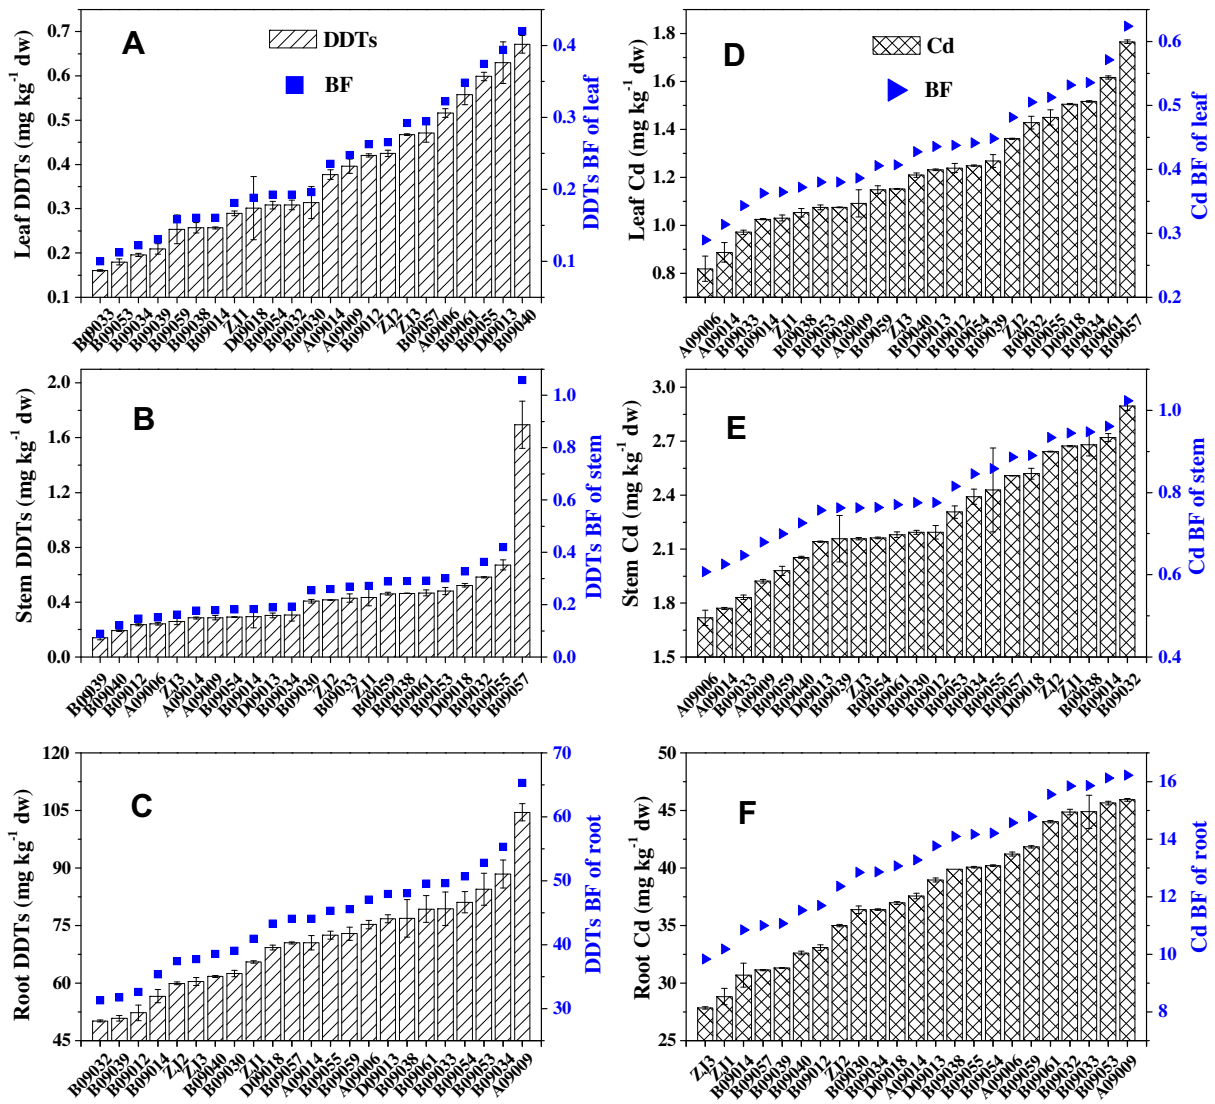 A
DDTs
BF
Leaf DDTs (mg kg-1 dw)
0.7
0.6
0.5
0.4
0.3
0.2
0.1
DDTs BF of leaf
0.4
0.3
0.2
0.1
B09033
B09053
B09034
B09039
B09059
B09038
B09014
ZJ1
D09018
B09054
B09032
B09030
A09014
A09009
B09012
ZJ2
ZJ3
B09057
A09006
B09061
B09055
D09013
B09040
D
Cd
BF
Leaf Cd (mg kg-1 dw)
1.8
1.6
1.4
1.2
1.0
0.8
Cd BF of leaf
0.6
0.5
0.4
0.3
0.2
A09006
A09014
B09033
B09014
ZJ1
B09038
B09053
B09030
A09009
B09059
ZJ3
B09040
D09013
B09012
B09054
B09039
ZJ2
B09032
B09055
D09018
B09034
B09061
B09057
B
Stem DDTs (mg kg-1 dw)
2.0
1.6
1.2
0.8
0.4
0.0
DDTs BF of stem
1.0
0.8
0.6
0.4
0.2
0.0
B09039
B09040
B09012
A09006
ZJ3
A09014
A09009
B09054
B09014
D09013
B09034
B09030
ZJ2
B09033
ZJ1
B09059
B09038
B09061
B09053
D09018
B09032
B09055
B09057
E
Stem Cd (mg kg-1 dw)
3.0
2.7
2.4
2.1
1.8
1.5
Cd BF of stem
1.0
0.8
0.6
0.4
A09006
A09014
B09033
A09009
B09059
B09040
D09013
B09039
ZJ3
B09054
B09061
B09030
B09012
B09053
B09034
B09055
B09057
D09018
ZJ2
ZJ1
B09038
B09014
B09032
C
Root DDTs (mg kg-1 dw)
120
105
90
75
60
45
DDTs BF of root
70
60
50
40
30
B09032
B09039
B09012
B09014
ZJ2
ZJ3
B09040
B09030
ZJ1
D09018
B09057
A09014
B09055
B09059
A09006
D09013
B09038
B09061
B09033
B09054
B09053
B09034
A09009
F
Root Cd (mg kg-1 dw)
50
45
40
35
30
25
Cd BF of root
16
14
12
10
8
ZJ3
ZJ1
B09014
B09057
B09039
B09040
B09012
ZJ2
B09030
B09034
D09018
A09014
D09013
B09038
B09055
B09054
A09006
B09059
B09061
B09032
B09033
B09053
A09009